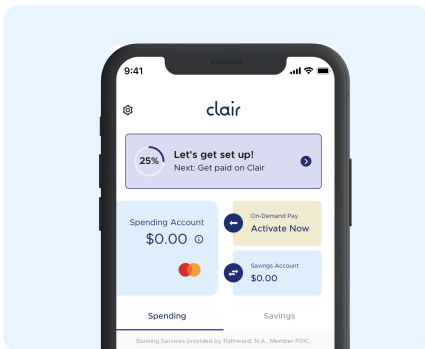 9:41
clair
25%
Let's get set up!
Next: Get paid on Clair
Spending Account
$0.00
On-Demand Pay
Activate Now
Savings Account
$0.00
Spending
Savings
Banking Services provided by Pathward, N.A., Member FDIC.